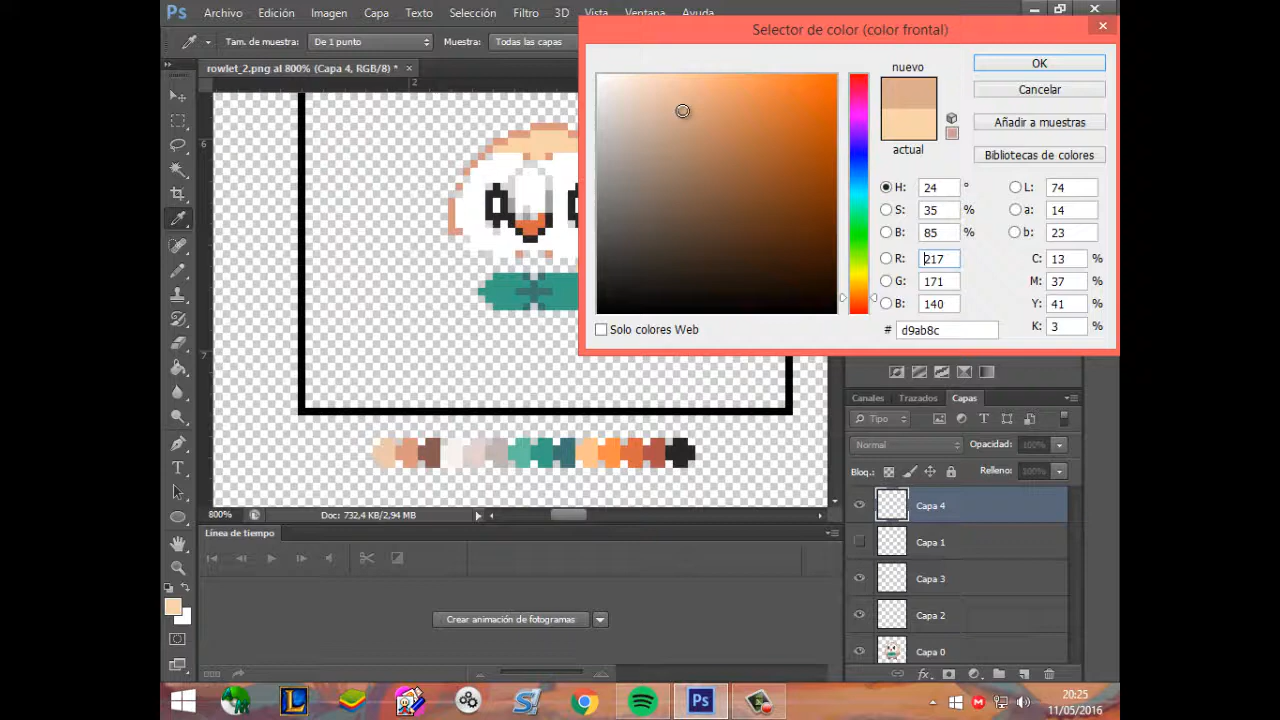 Ps Archivo Edición Imagen Capa Texto Selección Filtro 3D Vista Ventana Ayuda
Selector de color (color frontal)
Tam. de muestra: De 1 punto Muestra: Todas las capas
rowlet_2.png al 800% (Capa 4, RGB/8) *
2
6
7
nuevo
actual
OK
Cancelar
Añadir a muestras
Bibliotecas de colores
H: 24 ° L: 74
S: 35 % a: 14
B: 85 % b: 23
R: 217 C: 13 %
G: 171 M: 37 %
B: 140 Y: 41 %
# d9ab8c K: 3 %
Solo colores Web
Canales Trazados Capas
Tipo
Normal Opacidad: 100%
Bloq.: Relleno: 100%
Capa 4
Capa 1
Capa 3
Capa 2
Capa 0
800% Doc: 732,4 KB/2,94 MB
Línea de tiempo
Crear animación de fotogramas
fx
L
S
Ps
M
20:25
11/05/2016